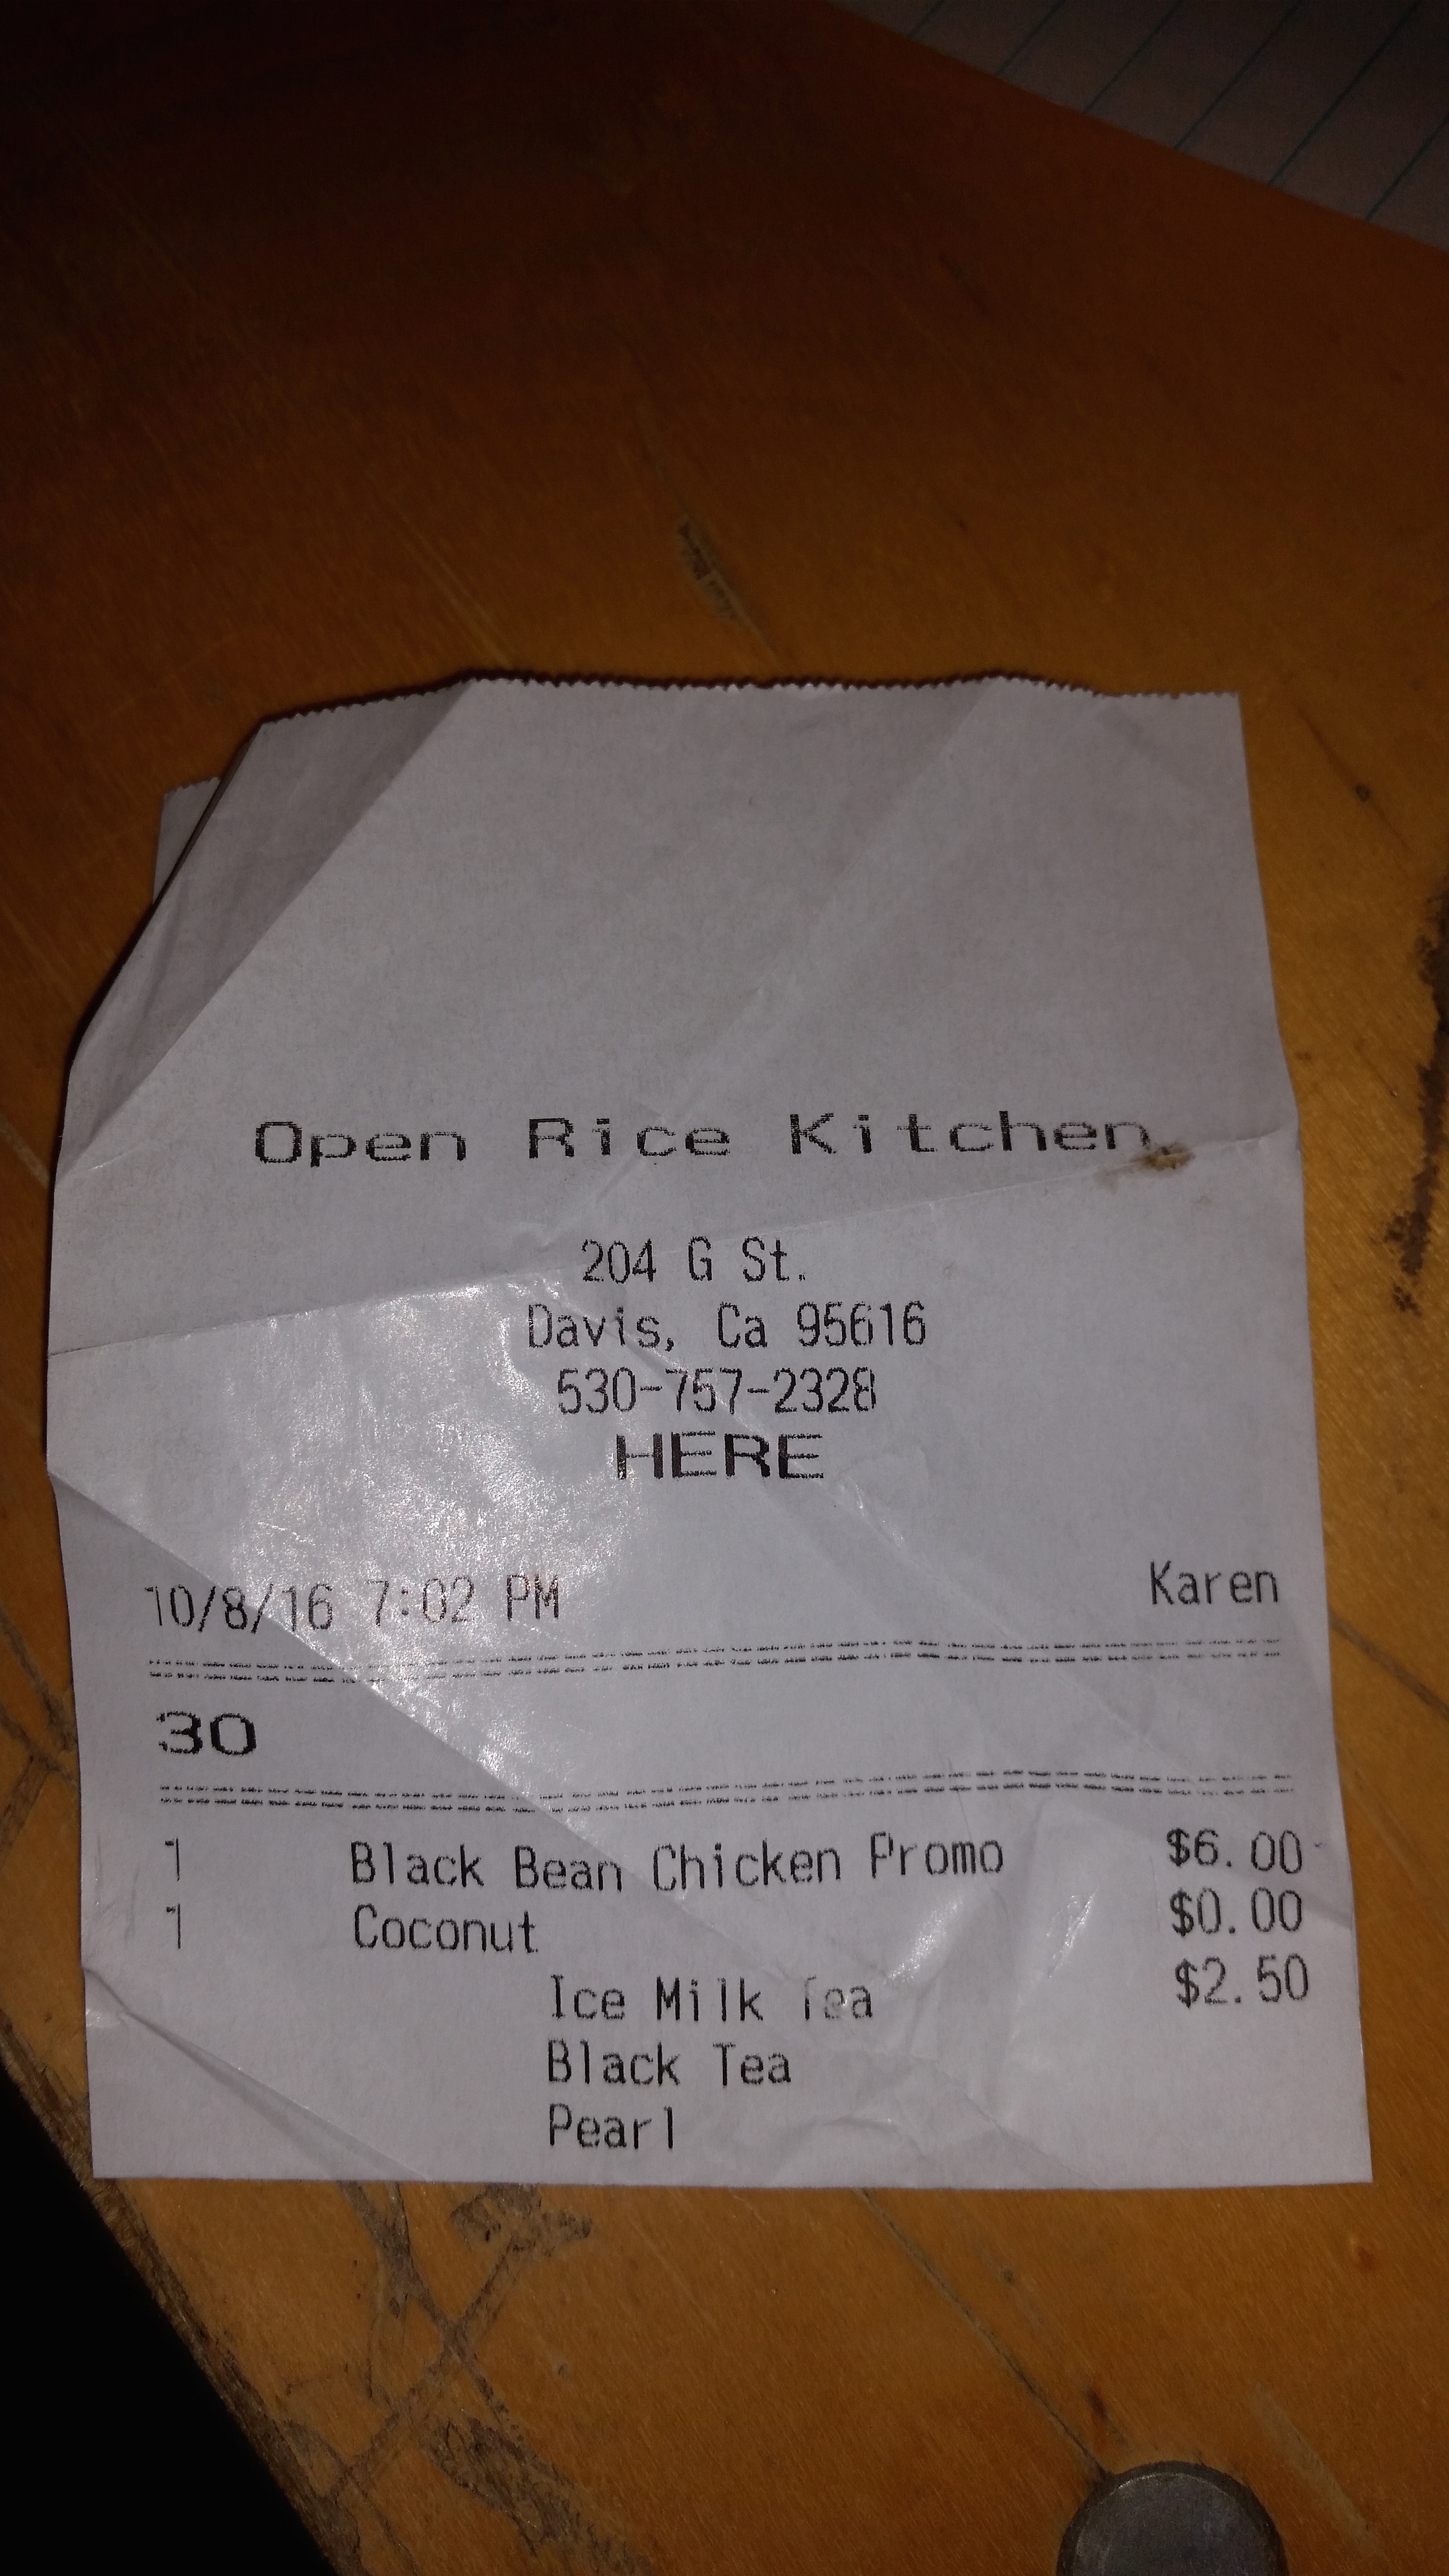 Open Rice Kitchen
204 G St.
Davis, Ca 95616
530-757-2328
HERE
10/8/16 7:02 PM Karen
30
1 Black Bean Chicken Promo $6.00
1 Coconut $0.00
Ice Milk Tea $2.50
Black Tea
Pearl